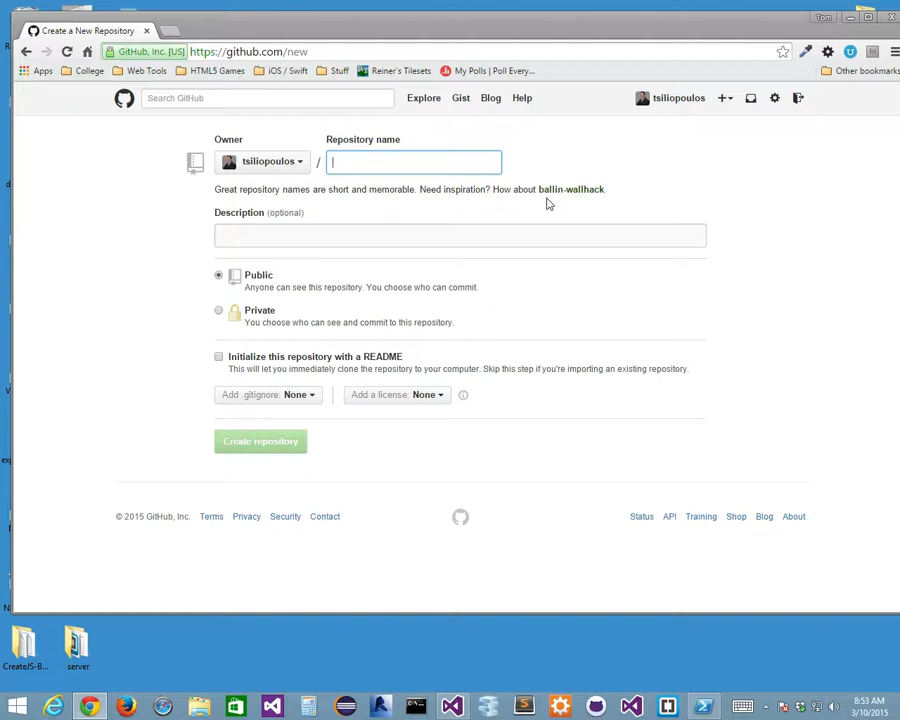 Tom
Create a New Repository
GitHub, Inc. [US] https://github.com/new
Apps College Web Tools HTML5 Games iOS / Swift Stuff Reiner's Tilesets My Polls | Poll Every... Other bookmarks
Search GitHub Explore Gist Blog Help tsiliopoulos
Owner Repository name
tsiliopoulos /
Great repository names are short and memorable. Need inspiration? How about ballin-wallhack.
Description (optional)
Public
Anyone can see this repository. You choose who can commit.
Private
You choose who can see and commit to this repository.
Initialize this repository with a README
This will let you immediately clone the repository to your computer. Skip this step if you're importing an existing repository.
Add .gitignore: None Add a license: None
Create repository
© 2015 GitHub, Inc. Terms Privacy Security Contact Status API Training Shop Blog About
CreateJS-B... server
8:53 AM
3/10/2015